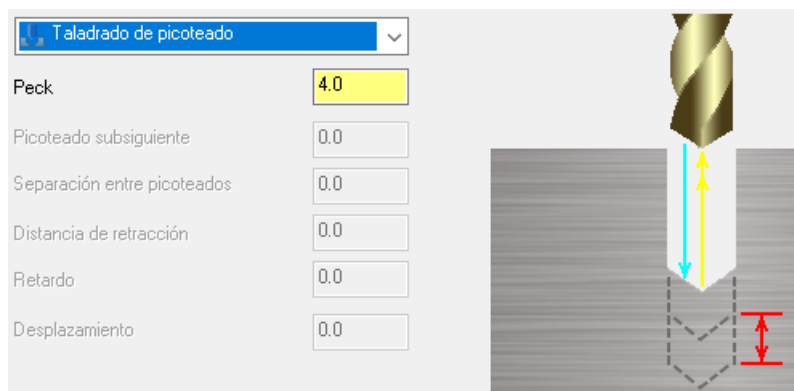 Taladrado de picoteado
Peck 4.0
Picoteado subsiguiente 0.0
Separación entre picoteados 0.0
Distancia de retracción 0.0
Retardo 0.0
Desplazamiento 0.0